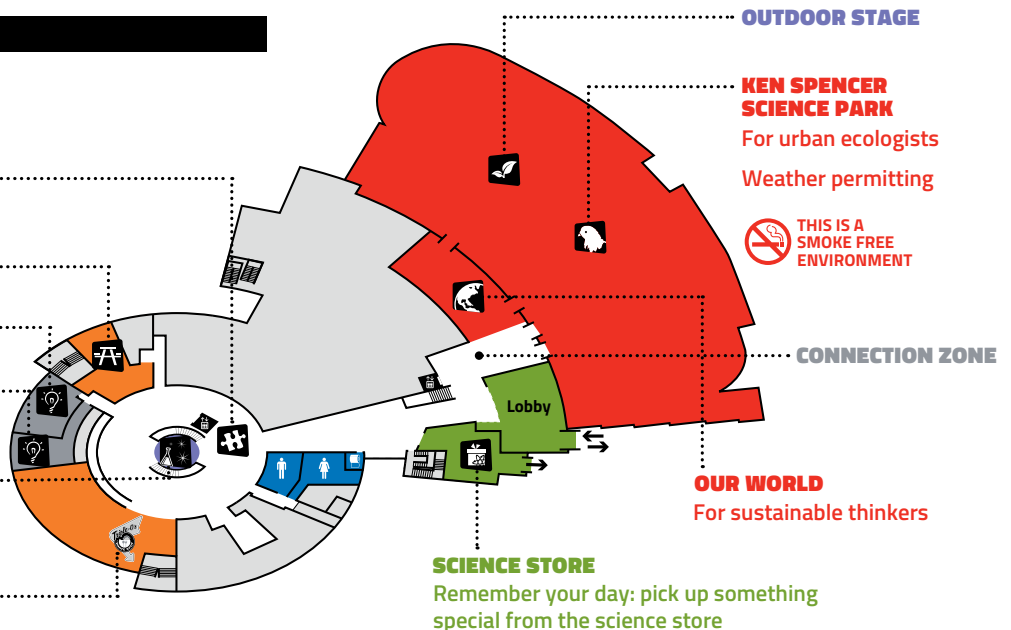 OUTDOOR STAGE
KEN SPENCER
SCIENCE PARK
For urban ecologists
Weather permitting
THIS IS A
SMOKE FREE
ENVIRONMENT
CONNECTION ZONE
Lobby
OUR WORLD
For sustainable thinkers
SCIENCE STORE
Remember your day: pick up something
special from the science store